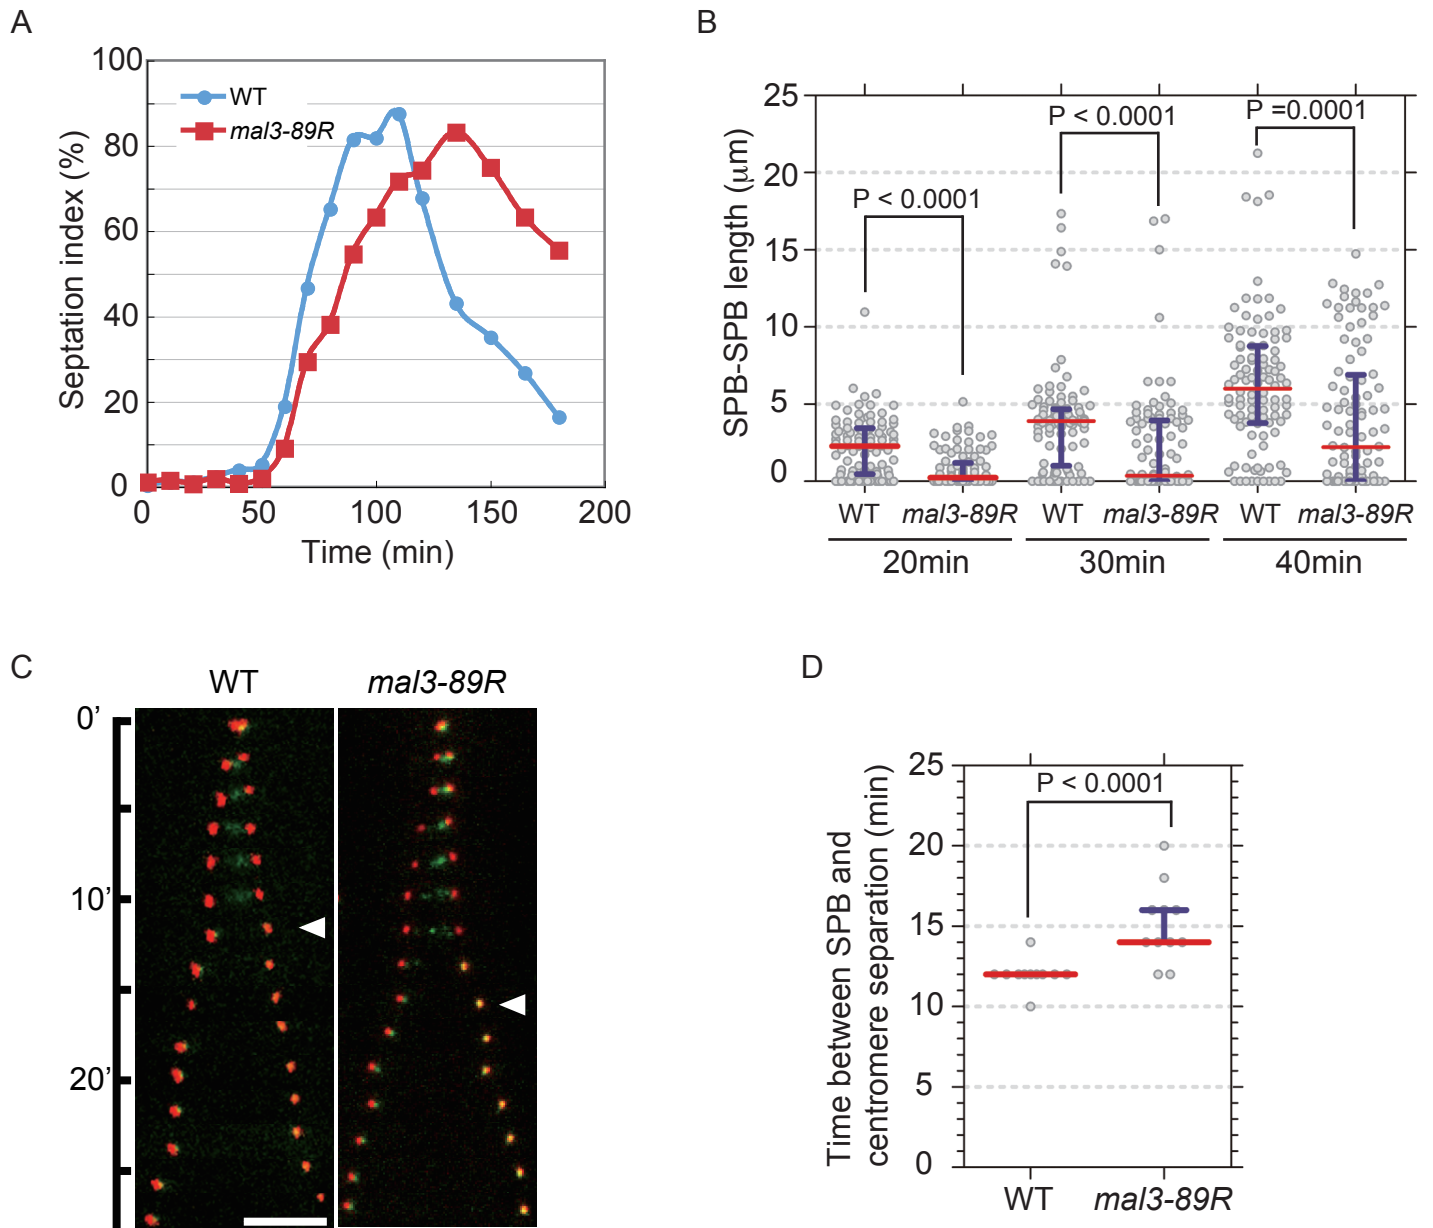 A
100
80
60
40
20
0
Septation index (%)
WT
mal3-89R
0
50
100
150
200
Time (min)
B
25
20
15
10
5
0
SPB-SPB length (μm)
P < 0.0001
P < 0.0001
P =0.0001
WT
mal3-89R
WT
mal3-89R
WT
mal3-89R
20min
30min
40min
C
WT
mal3-89R
0’
10’
20’
D
25
20
15
10
5
0
Time between SPB and
centromere separation (min)
P < 0.0001
WT
mal3-89R